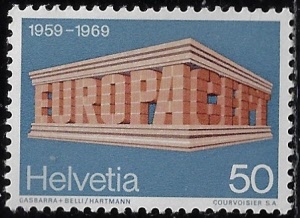 1959-1969
EUROPA CEPT
Helvetia 50
GASBARRA+BELLI/HARTMANN COURVOISIER S.A